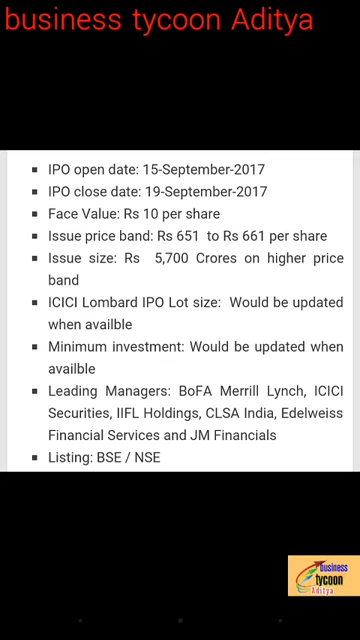 business tycoon Aditya
▪ IPO open date: 15-September-2017
▪ IPO close date: 19-September-2017
▪ Face Value: Rs 10 per share
▪ Issue price band: Rs 651 to Rs 661 per share
▪ Issue size: Rs 5,700 Crores on higher price
band
▪ ICICI Lombard IPO Lot size: Would be updated
when availble
▪ Minimum investment: Would be updated when
availble
▪ Leading Managers: BoFA Merrill Lynch, ICICI
Securities, IIFL Holdings, CLSA India, Edelweiss
Financial Services and JM Financials
▪ Listing: BSE / NSE
business
tycoon
Aditya